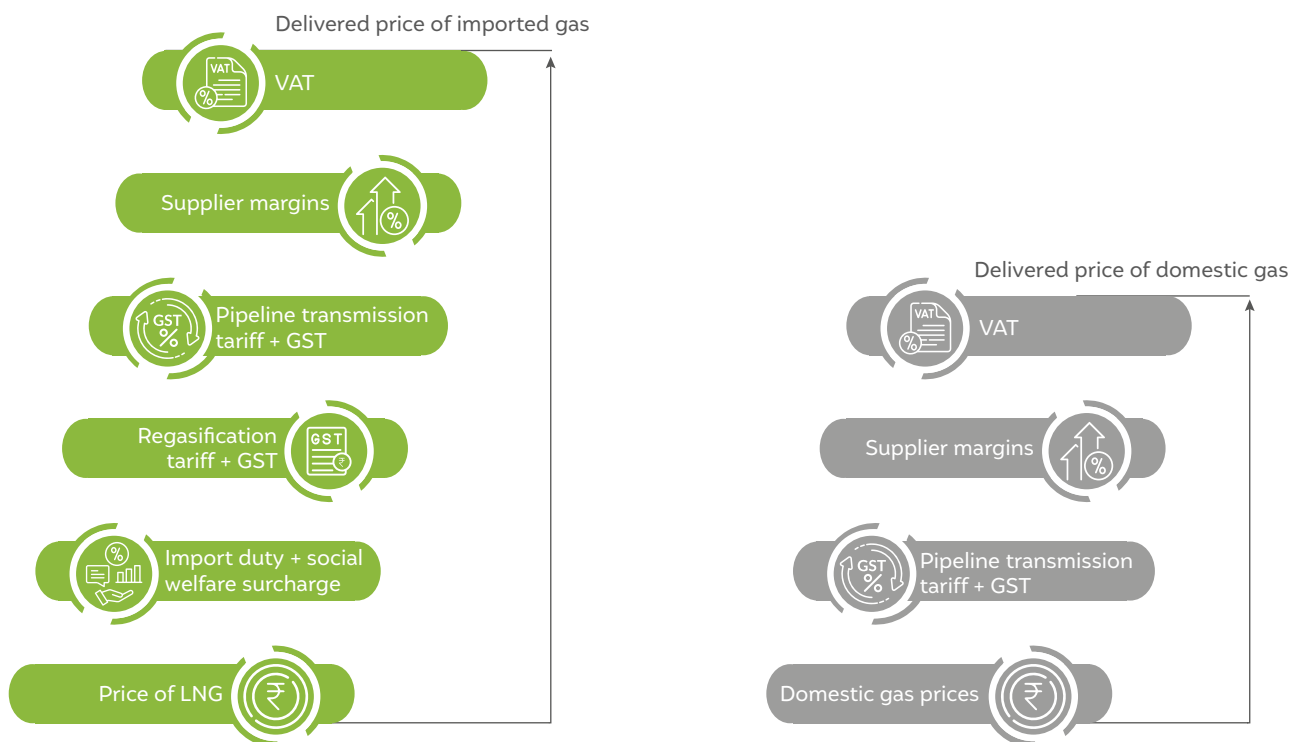 Delivered price of imported gas
VAT
%
VAT
Supplier margins
%
GST
%
Pipeline transmission
tariff + GST
Regasification
tariff + GST
GST
₹
%
Import duty + social
welfare surcharge
Price of LNG
₹
Delivered price of domestic gas
VAT
%
VAT
Supplier margins
%
GST
%
Pipeline transmission
tariff + GST
Domestic gas prices
₹